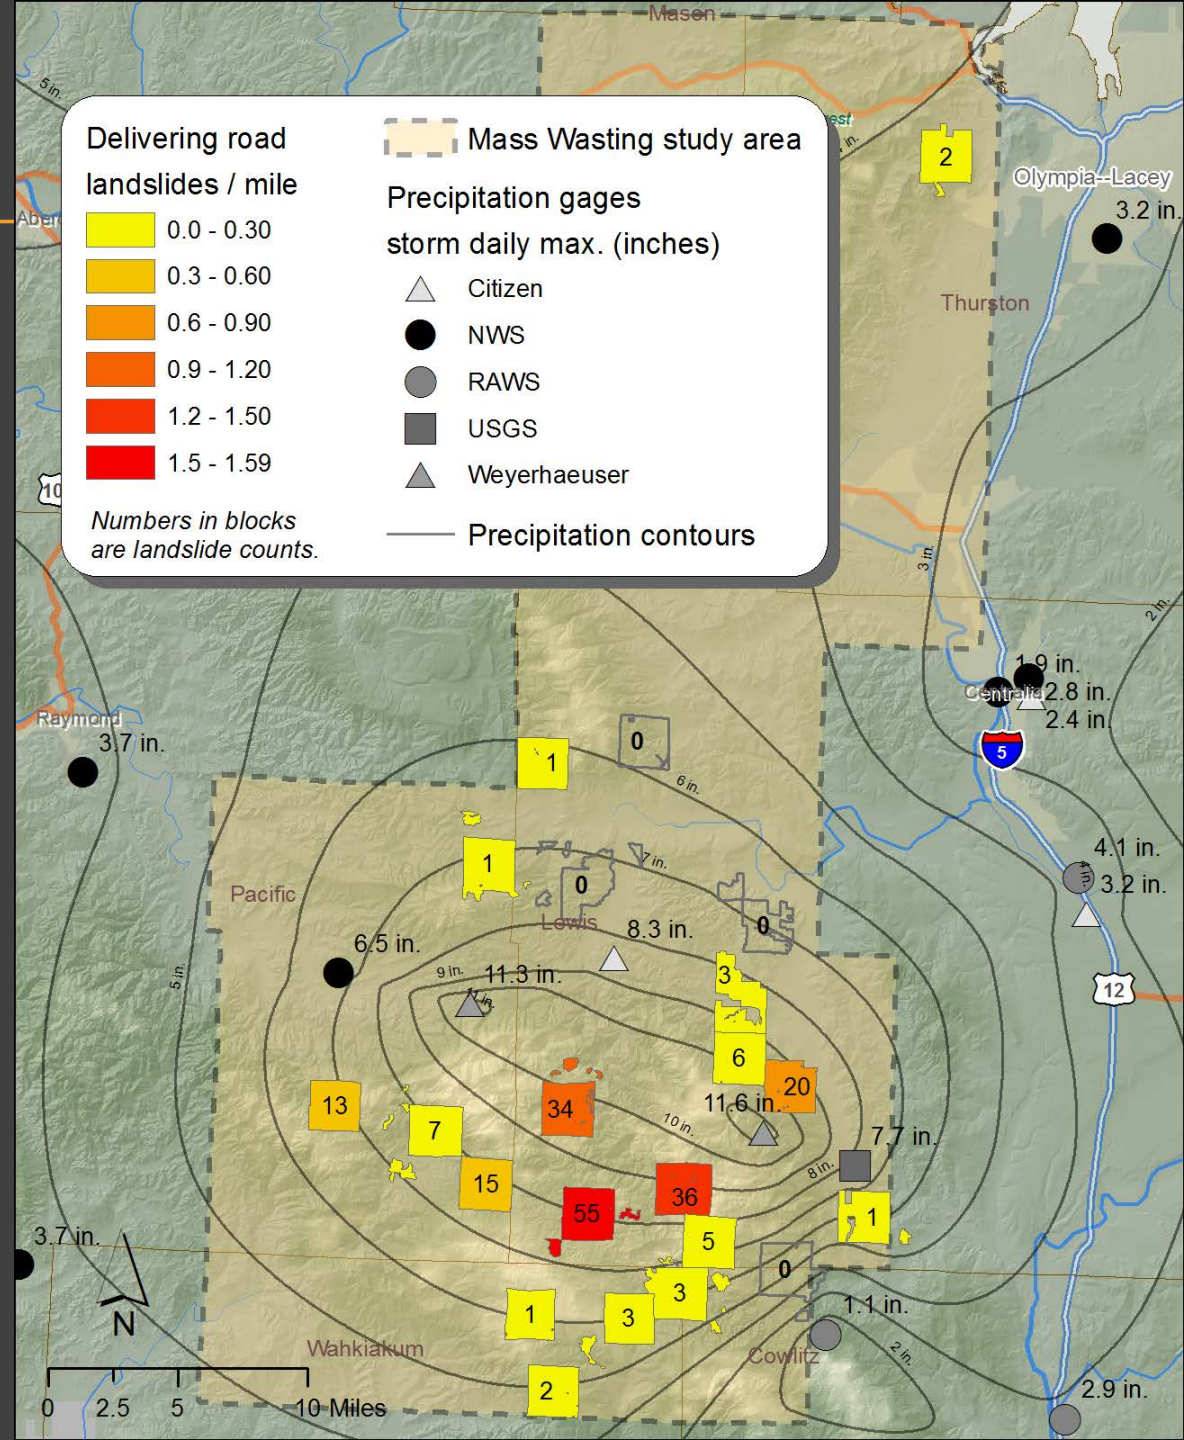 Mason
5 in.
Delivering road
landslides / mile
0.0 - 0.30
0.3 - 0.60
0.6 - 0.90
0.9 - 1.20
1.2 - 1.50
1.5 - 1.59
Numbers in blocks
are landslide counts.
Mass Wasting study area
Precipitation gages
storm daily max. (inches)
Citizen
NWS
RAWS
USGS
Weyerhaeuser
Precipitation contours
2
Olympia--Lacey
3.2 in.
Thurston
10
3 in.
2 in.
1.9 in.
Centralia
2.8 in.
2.4 in.
5
Raymond
3.7 in.
0
1
6 in.
4.1 in.
4 in.
3.2 in.
1
7 in.
0
Pacific
Lewis
0
8.3 in.
6.5 in.
9 in.
11.3 in.
11 in.
3
5 in.
12
6
20
13
34
11.6 in.
7
10 in.
7.7 in.
8 in.
15
36
55
1
5
3.7 in.
0
3
1
3
1.1 in.
N
Wahkiakum
Cowlitz
2 in.
2
2.9 in.
0
2.5
5
10 Miles